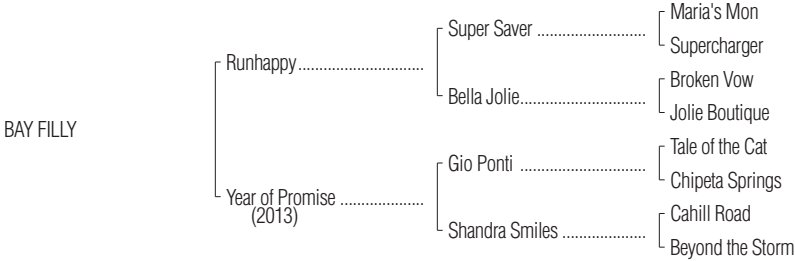 Maria's Mon
Super Saver ..........................
Supercharger
Runhappy..............................
Broken Vow
Bella Jolie..............................
Jolie Boutique
BAY FILLY
Tale of the Cat
Gio Ponti ..............................
Chipeta Springs
Year of Promise ....................
(2013)
Cahill Road
Shandra Smiles ....................
Beyond the Storm